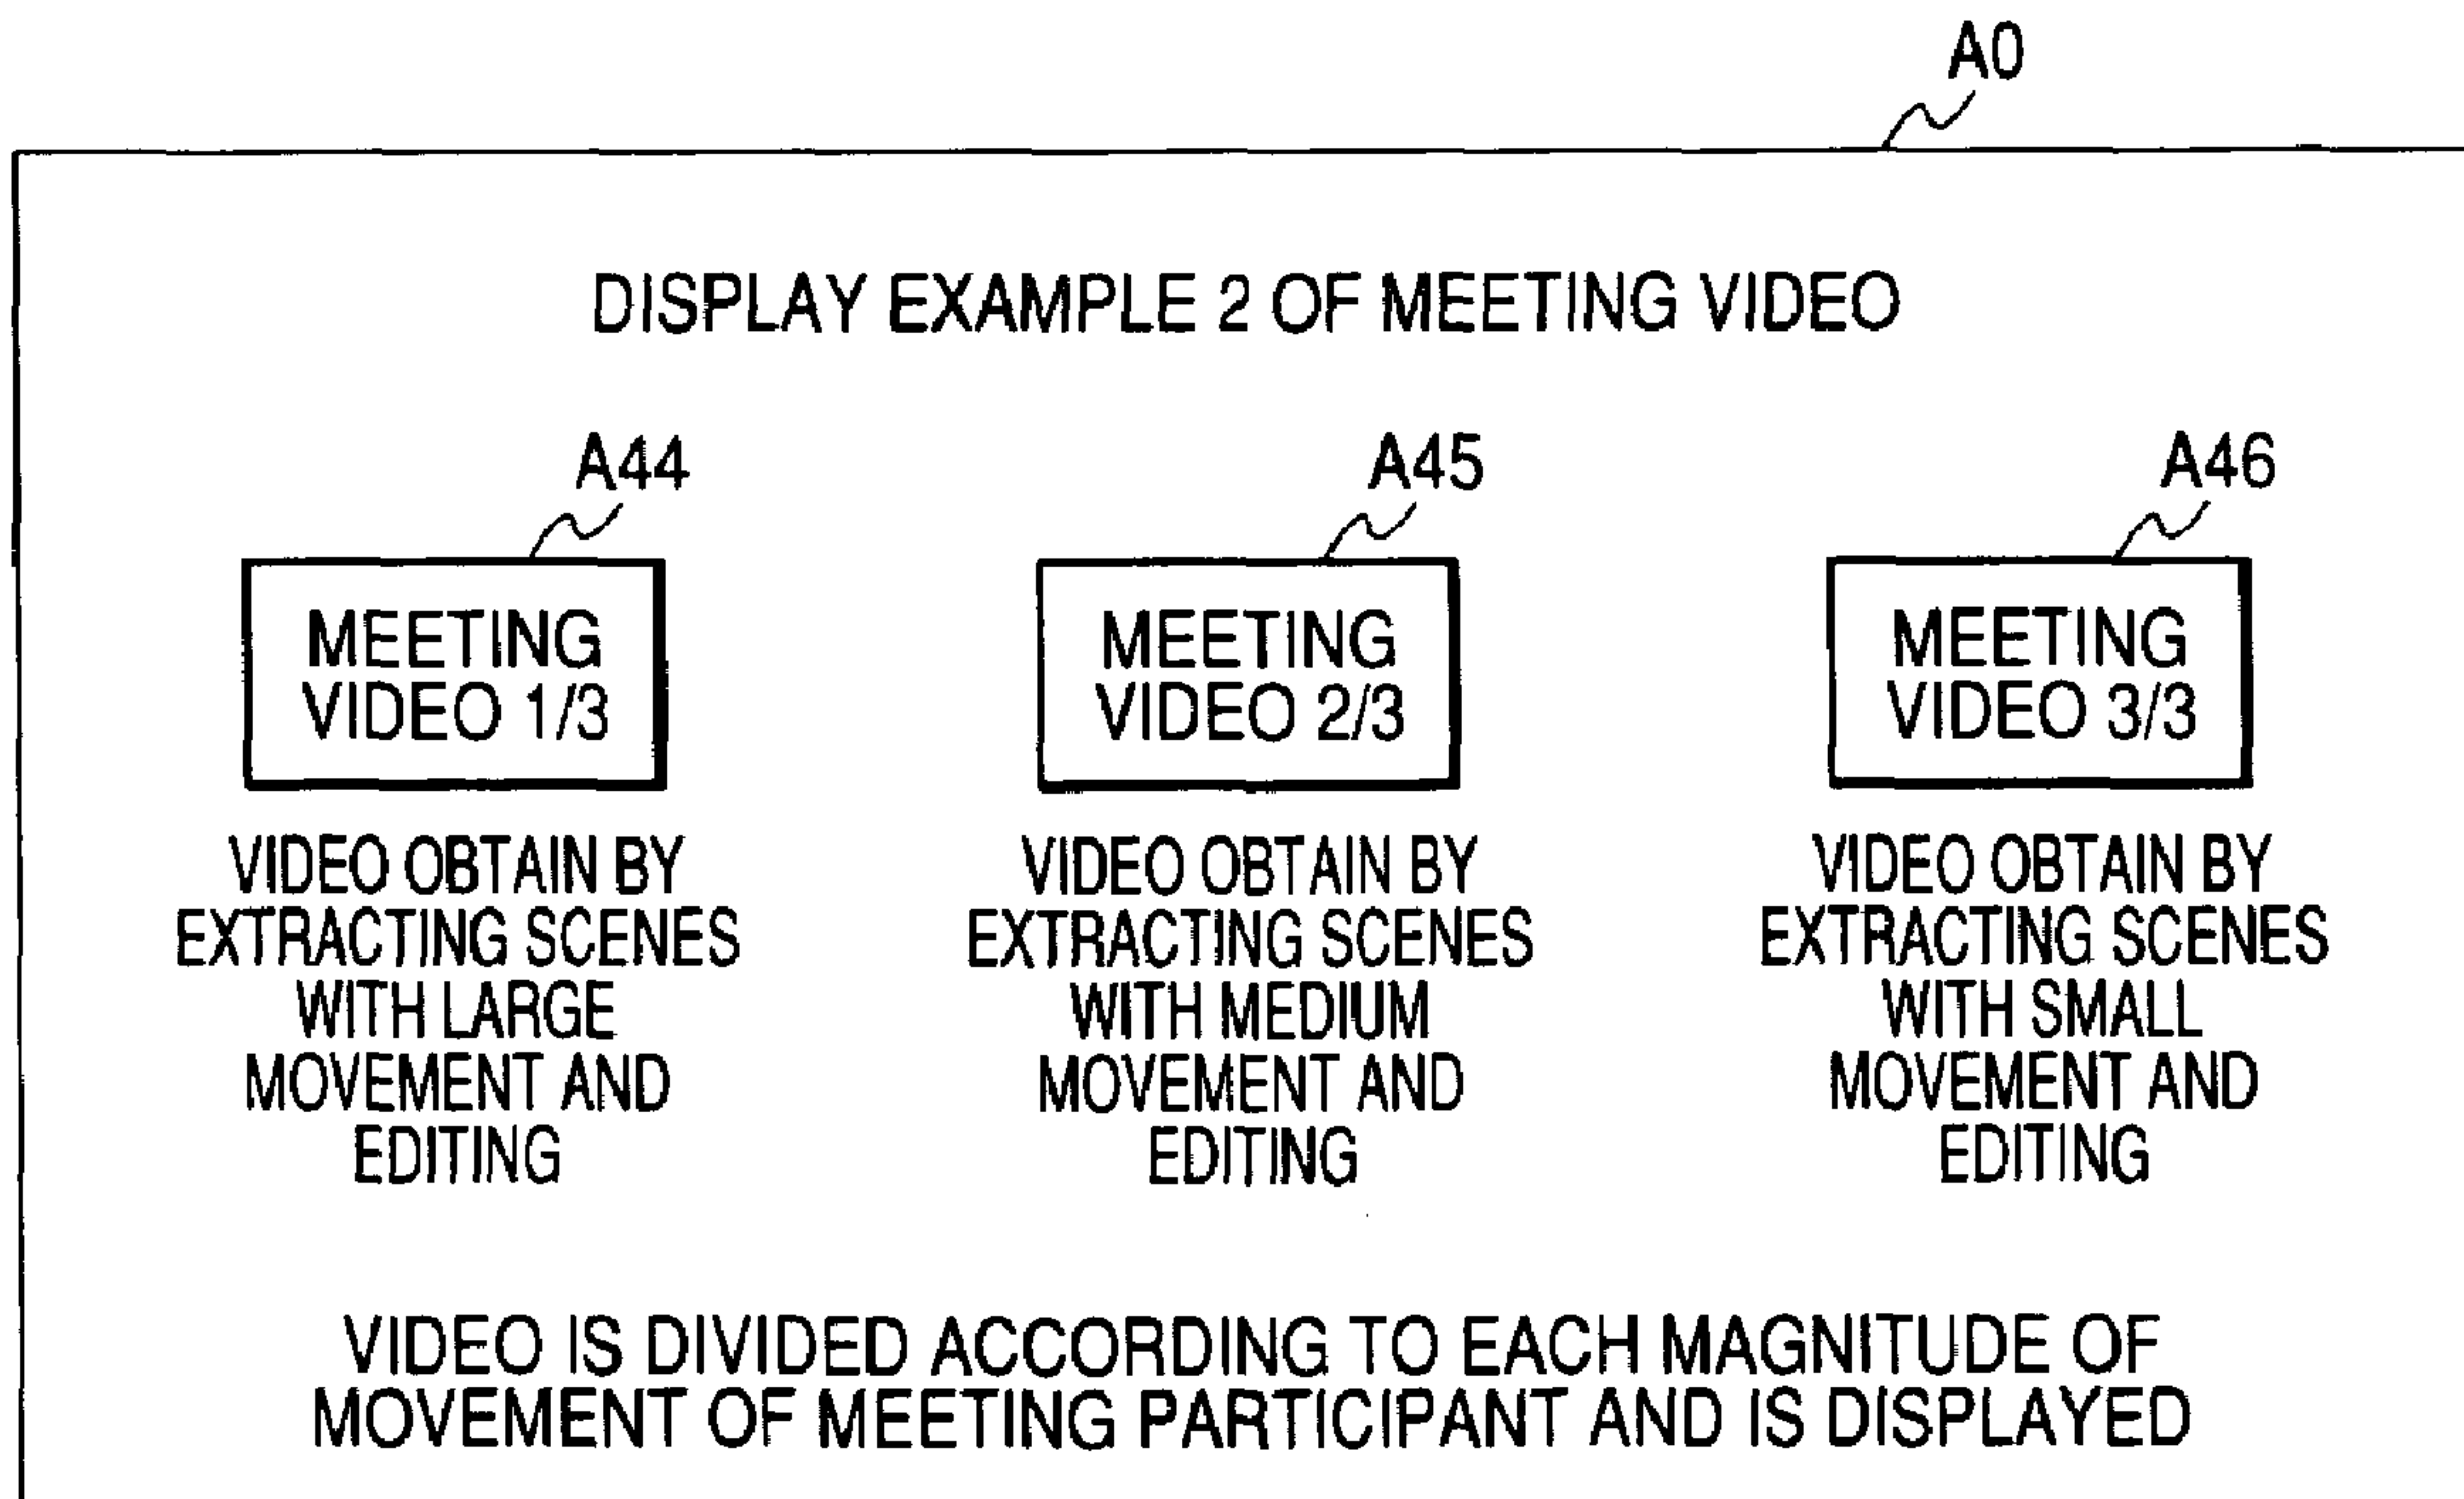 A0
DISPLAY EXAMPLE 2 OF MEETING VIDEO
A44
MEETING
VIDEO 1/3
VIDEO OBTAIN BY
EXTRACTING SCENES
WITH LARGE
MOVEMENT AND
EDITING
A45
MEETING
VIDEO 2/3
VIDEO OBTAIN BY
EXTRACTING SCENES
WITH MEDIUM
MOVEMENT AND
EDITING
A46
MEETING
VIDEO 3/3
VIDEO OBTAIN BY
EXTRACTING SCENES
WITH SMALL
MOVEMENT AND
EDITING
VIDEO IS DIVIDED ACCORDING TO EACH MAGNITUDE OF
MOVEMENT OF MEETING PARTICIPANT AND IS DISPLAYED